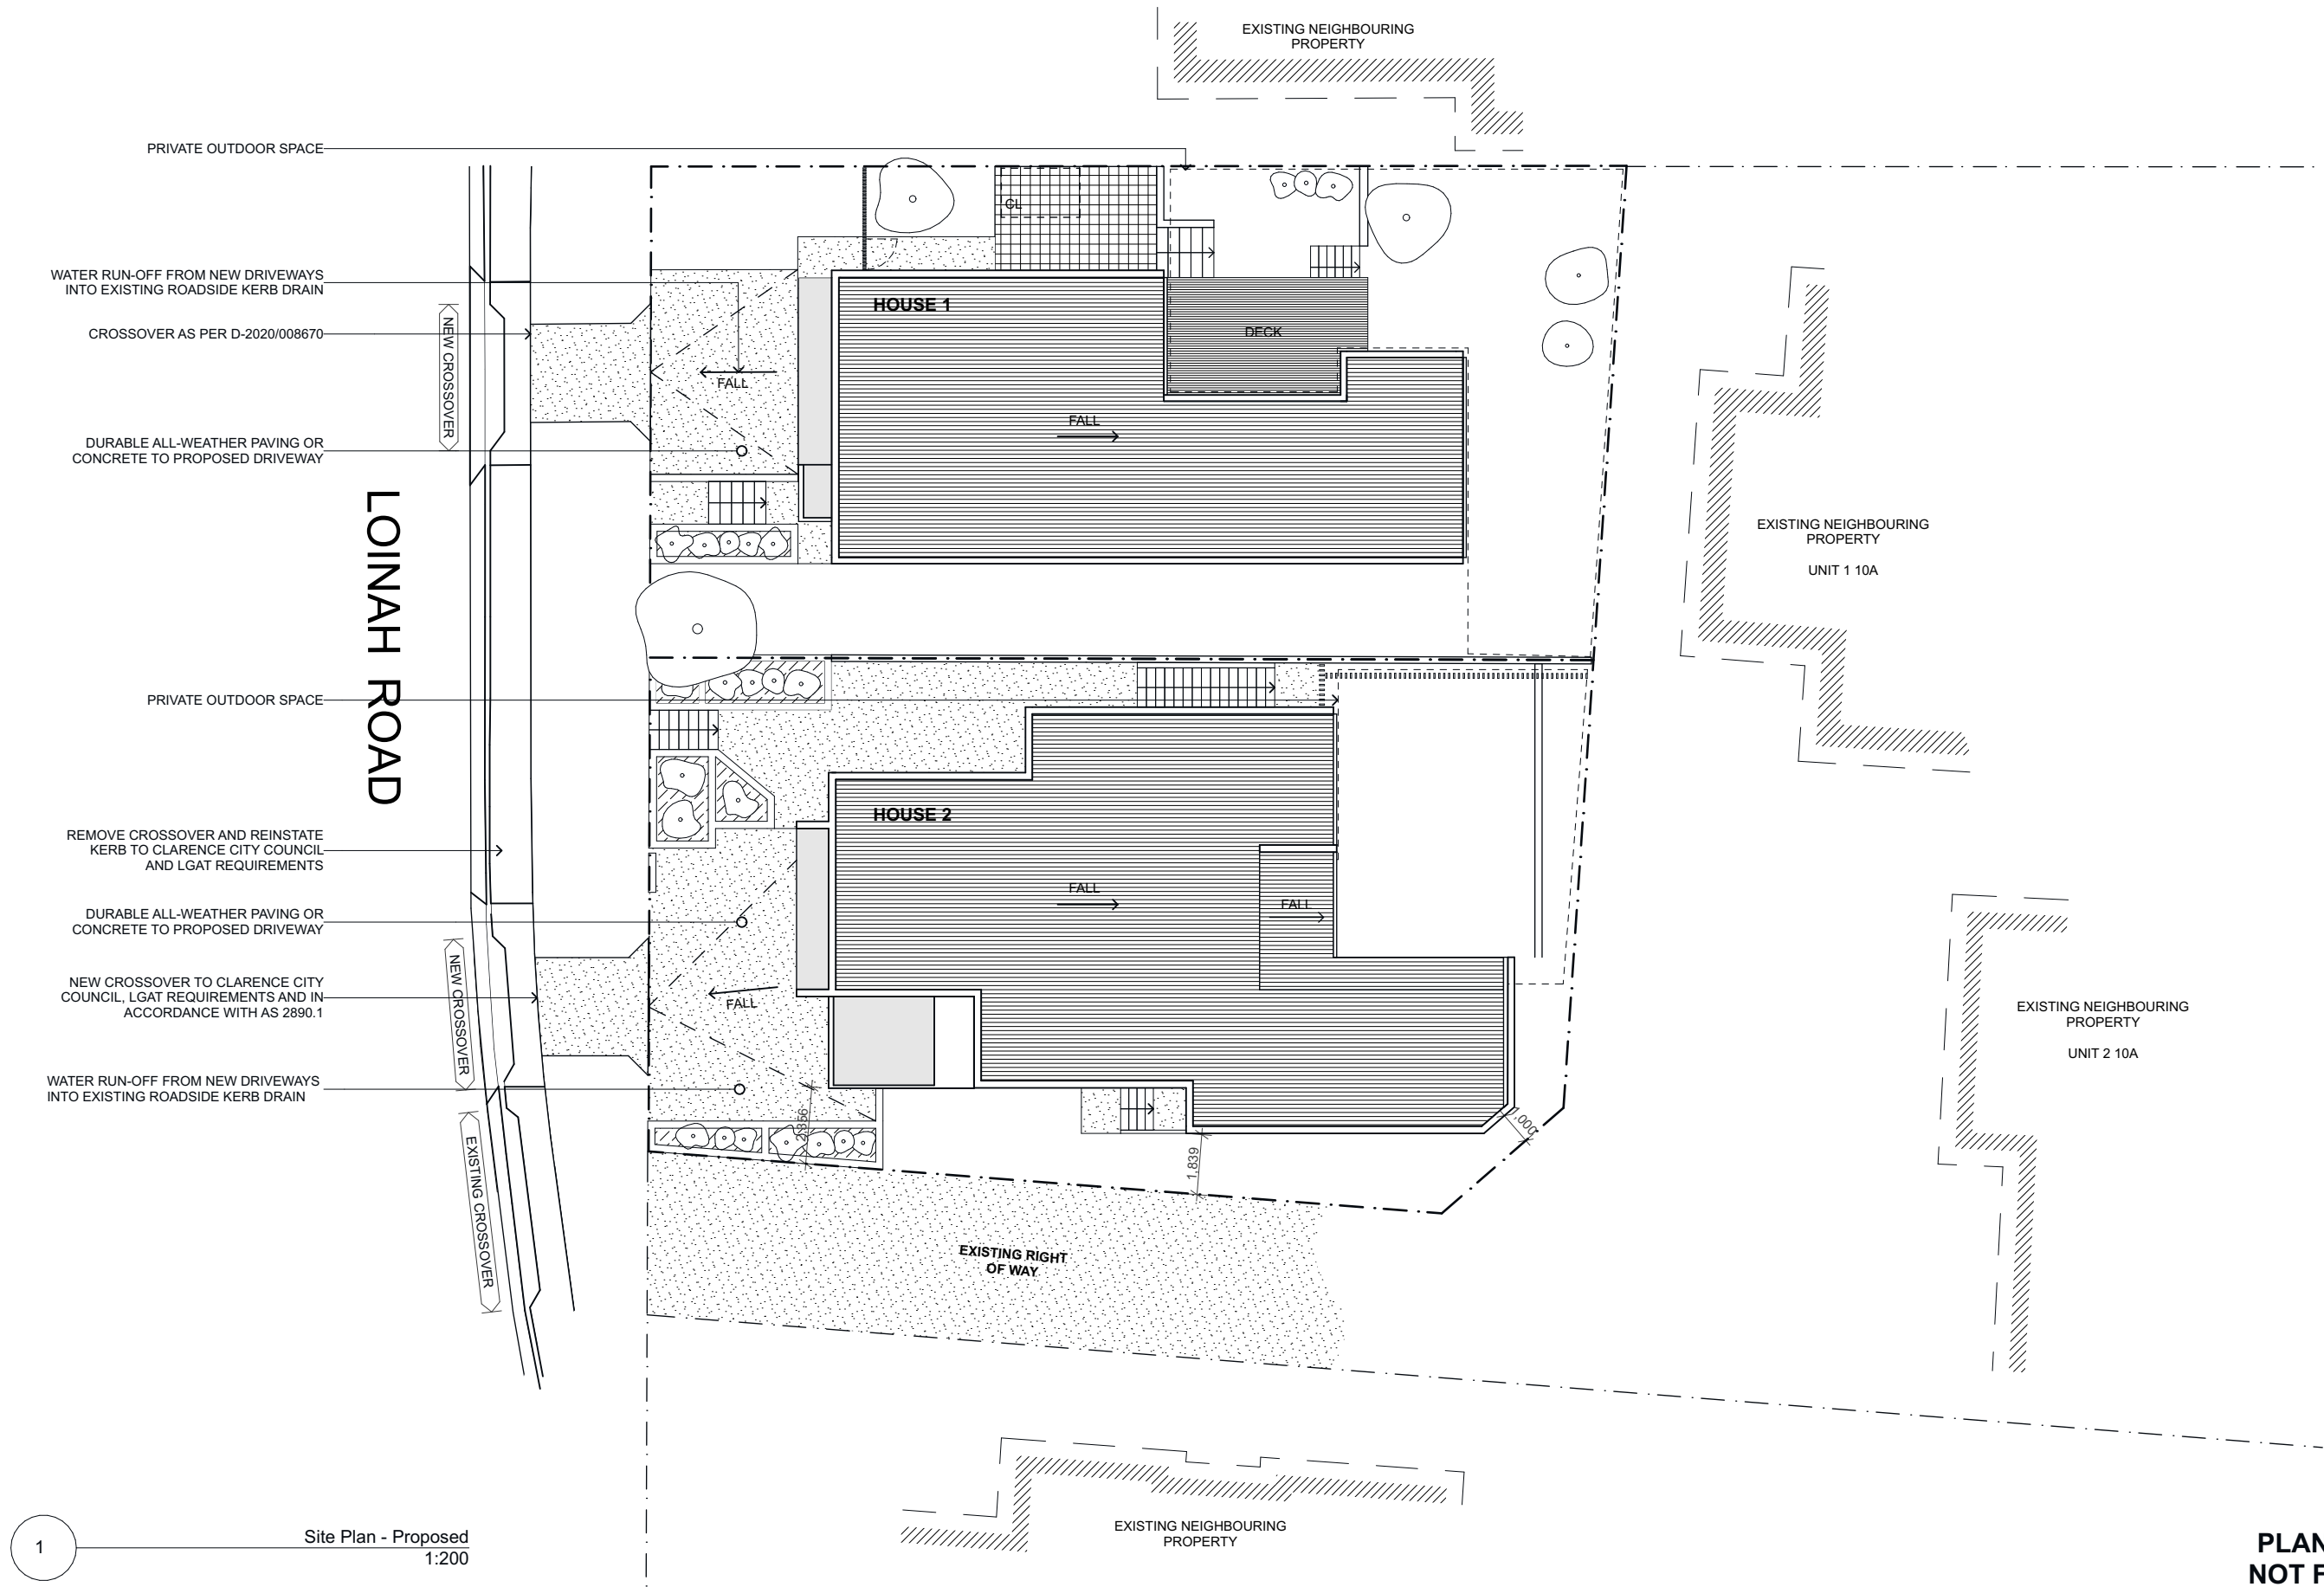 EXISTING NEIGHBOURING
PROPERTY
PRIVATE OUTDOOR SPACE
CL
WATER RUN-OFF FROM NEW DRIVEWAYS
INTO EXISTING ROADSIDE KERB DRAIN
HOUSE 1
CROSSOVER AS PER D-2020/008670
NEW CROSSOVER
DECK
FALL
FALL
DURABLE ALL-WEATHER PAVING OR
CONCRETE TO PROPOSED DRIVEWAY
LOINAH ROAD
EXISTING NEIGHBOURING
PROPERTY
UNIT 1 10A
PRIVATE OUTDOOR SPACE
HOUSE 2
REMOVE CROSSOVER AND REINSTATE
KERB TO CLARENCE CITY COUNCIL
AND LGAT REQUIREMENTS
FALL
FALL
DURABLE ALL-WEATHER PAVING OR
CONCRETE TO PROPOSED DRIVEWAY
NEW CROSSOVER TO CLARENCE CITY
COUNCIL, LGAT REQUIREMENTS AND IN
ACCORDANCE WITH AS 2890.1
NEW CROSSOVER
FALL
EXISTING NEIGHBOURING
PROPERTY
UNIT 2 10A
WATER RUN-OFF FROM NEW DRIVEWAYS
INTO EXISTING ROADSIDE KERB DRAIN
2,356
1,839
1,000
EXISTING CROSSOVER
EXISTING RIGHT
OF WAY
EXISTING NEIGHBOURING
PROPERTY
1
Site Plan - Proposed
1:200
PLAN
NOT F